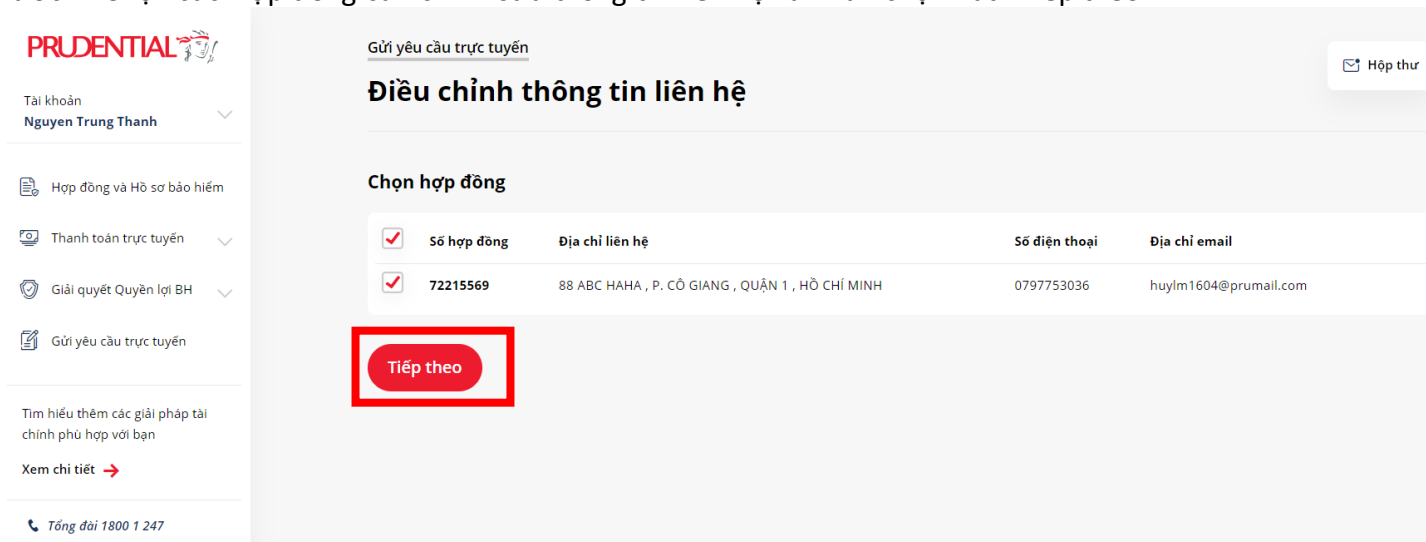 PRUDENTIAL
Tài khoản
Nguyen Trung Thanh
Hợp đồng và Hồ sơ bảo hiểm
Thanh toán trực tuyến
Giải quyết Quyền lợi BH
Gửi yêu cầu trực tuyến
Tìm hiểu thêm các giải pháp tài
chính phù hợp với bạn
Xem chi tiết
Tổng đài 1800 1 247
Gửi yêu cầu trực tuyến
Điều chỉnh thông tin liên hệ
Hộp thư
Chọn hợp đồng
Số hợp đồng Địa chỉ liên hệ Số điện thoại Địa chỉ email
72215569 88 ABC HAHA , P. CÔ GIANG , QUẬN 1 , HỒ CHÍ MINH 0797753036 huylm1604@prumail.com
Tiếp theo